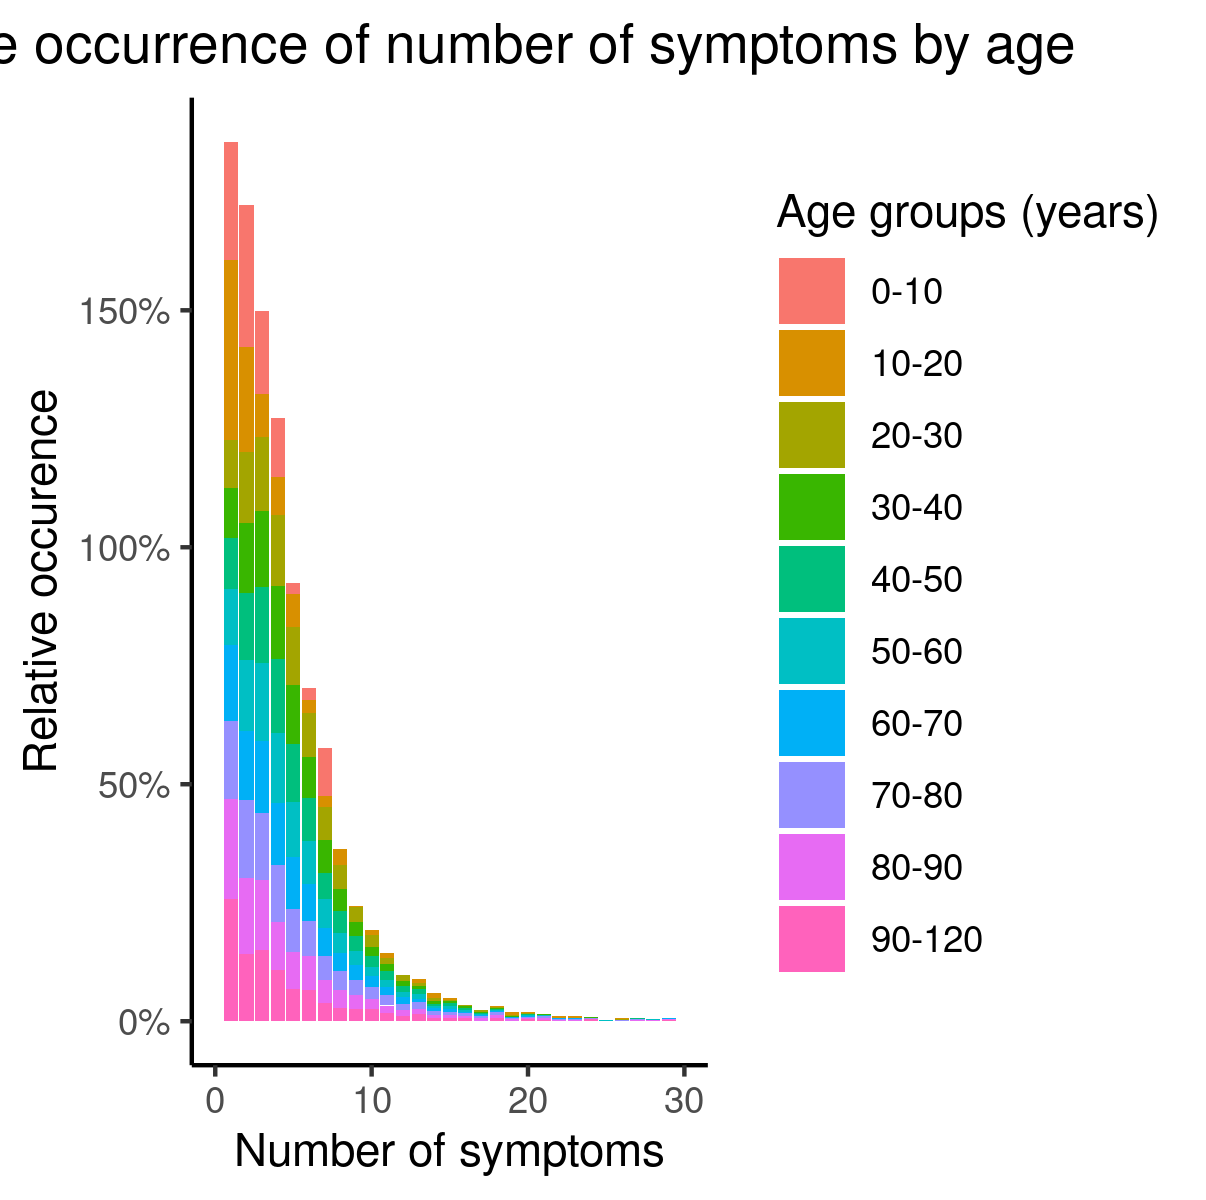 e occurrence of number of symptoms by age
Relative occurence
150%
100%
50%
0%
0 10 20 30
Number of symptoms
Age groups (years)
0-10
10-20
20-30
30-40
40-50
50-60
60-70
70-80
80-90
90-120